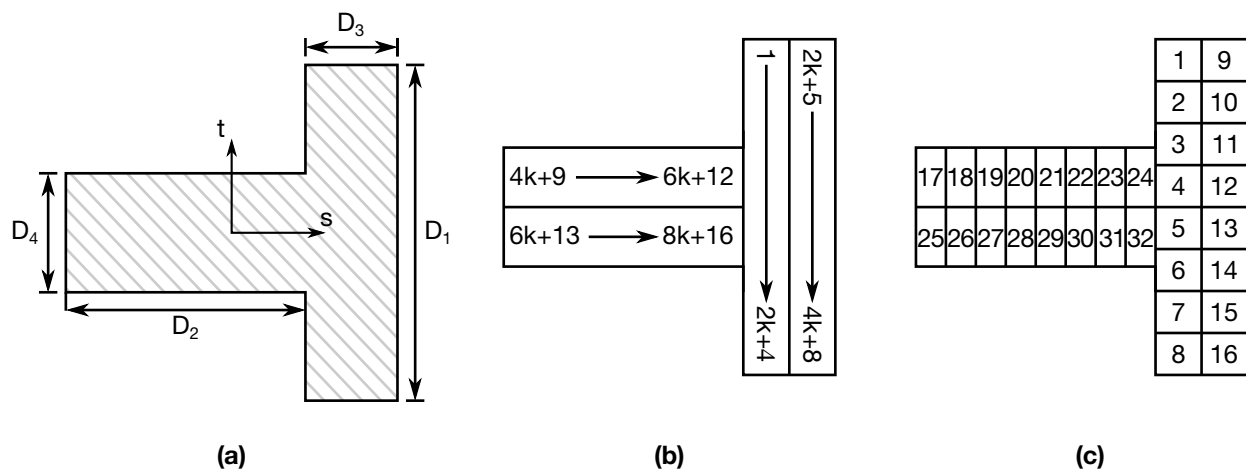 D3
t
D4
s
D1
D2
(a)
1
2k+5
4k+9
6k+12
6k+13
8k+16
2k+4
4k+8
(b)
1 9
2 10
3 11
4 12
5 13
6 14
7 15
8 16
17 18 19 20 21 22 23 24
25 26 27 28 29 30 31 32
(c)